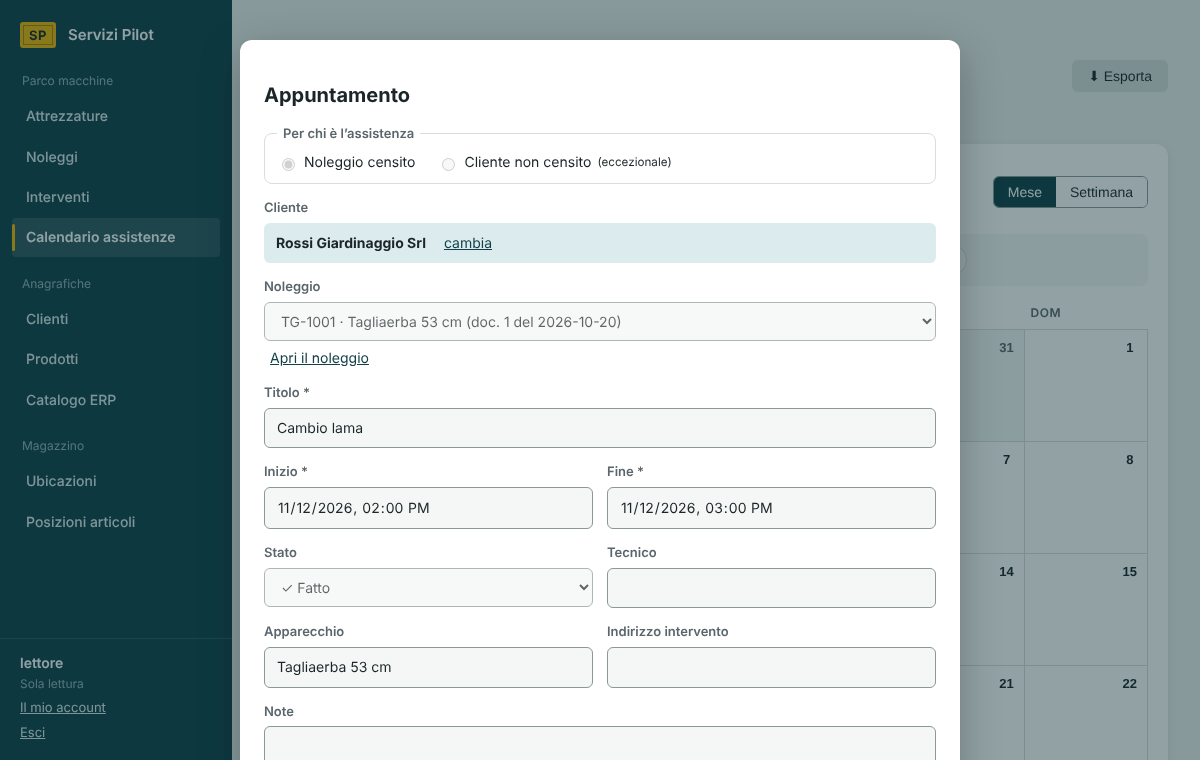 SP Servizi Pilot
Parco macchine
Attrezzature
Noleggi
Interventi
Calendario assistenze
Anagrafiche
Clienti
Prodotti
Catalogo ERP
Magazzino
Ubicazioni
Posizioni articoli
lettore
Sola lettura
Il mio account
Esci
⬇ Esporta
Mese Settimana
DOM
31 1
7 8
14 15
21 22
Appuntamento
Per chi è l’assistenza
Noleggio censito Cliente non censito (eccezionale)
Cliente
Rossi Giardinaggio Srl cambia
Noleggio
TG-1001 · Tagliaerba 53 cm (doc. 1 del 2026-10-20)
Apri il noleggio
Titolo *
Cambio lama
Inizio * Fine *
11/12/2026, 02:00 PM 11/12/2026, 03:00 PM
Stato Tecnico
✓ Fatto
Apparecchio Indirizzo intervento
Tagliaerba 53 cm
Note